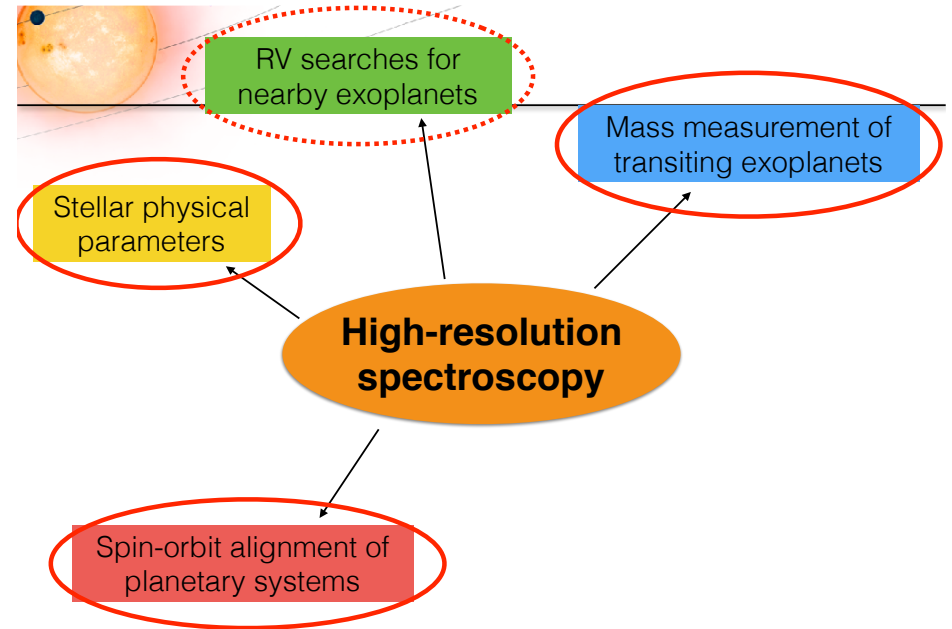 RV searches for
nearby exoplanets
Mass measurement of
transiting exoplanets
Stellar physical
parameters
High-resolution
spectroscopy
Spin-orbit alignment of
planetary systems